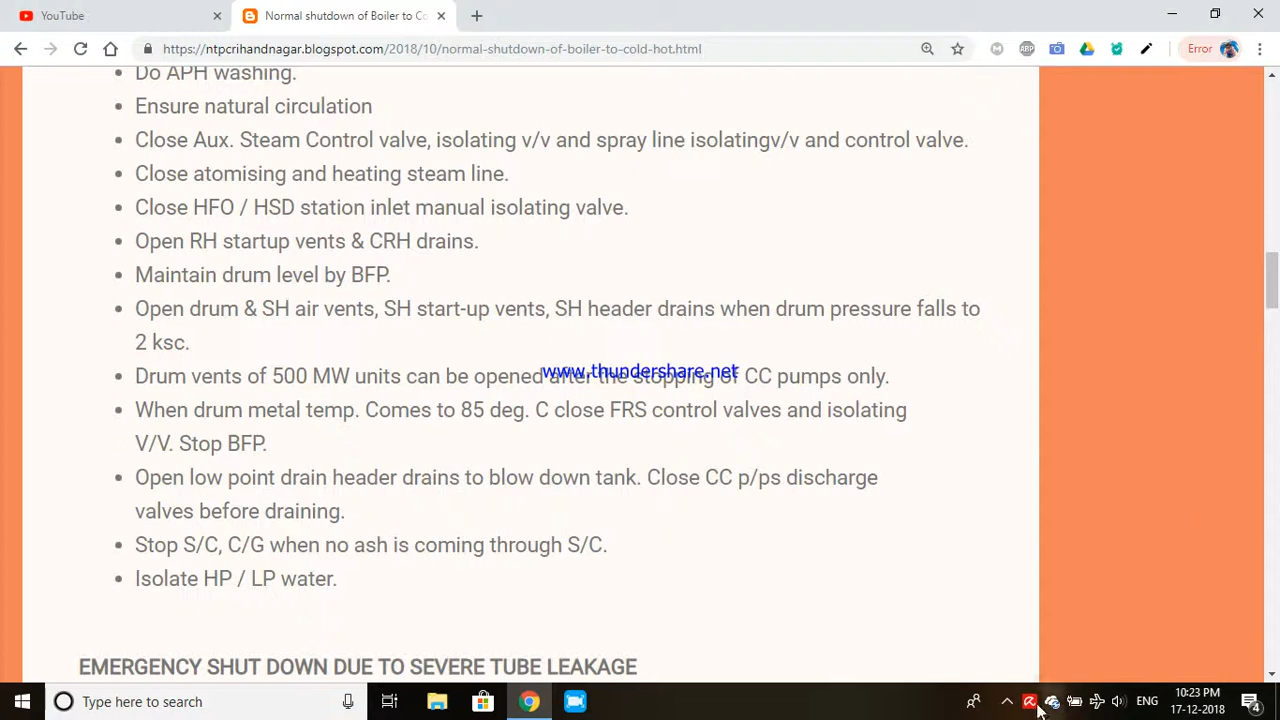 YouTube
Normal shutdown of Boiler to Co
https://ntpcrihandnagar.blogspot.com/2018/10/normal-shutdown-of-boiler-to-cold-hot.html
ABP
Error
Do APH washing.
Ensure natural circulation
Close Aux. Steam Control valve, isolating v/v and spray line isolatingv/v and control valve.
Close atomising and heating steam line.
Close HFO / HSD station inlet manual isolating valve.
Open RH startup vents & CRH drains.
Maintain drum level by BFP.
Open drum & SH air vents, SH start-up vents, SH header drains when drum pressure falls to
2 ksc.
www.thundershare.net
Drum vents of 500 MW units can be opened after the stopping of CC pumps only.
When drum metal temp. Comes to 85 deg. C close FRS control valves and isolating
V/V. Stop BFP.
Open low point drain header drains to blow down tank. Close CC p/ps discharge
valves before draining.
Stop S/C, C/G when no ash is coming through S/C.
Isolate HP / LP water.
EMERGENCY SHUT DOWN DUE TO SEVERE TUBE LEAKAGE
Type here to search
ENG
10:23 PM
17-12-2018
4